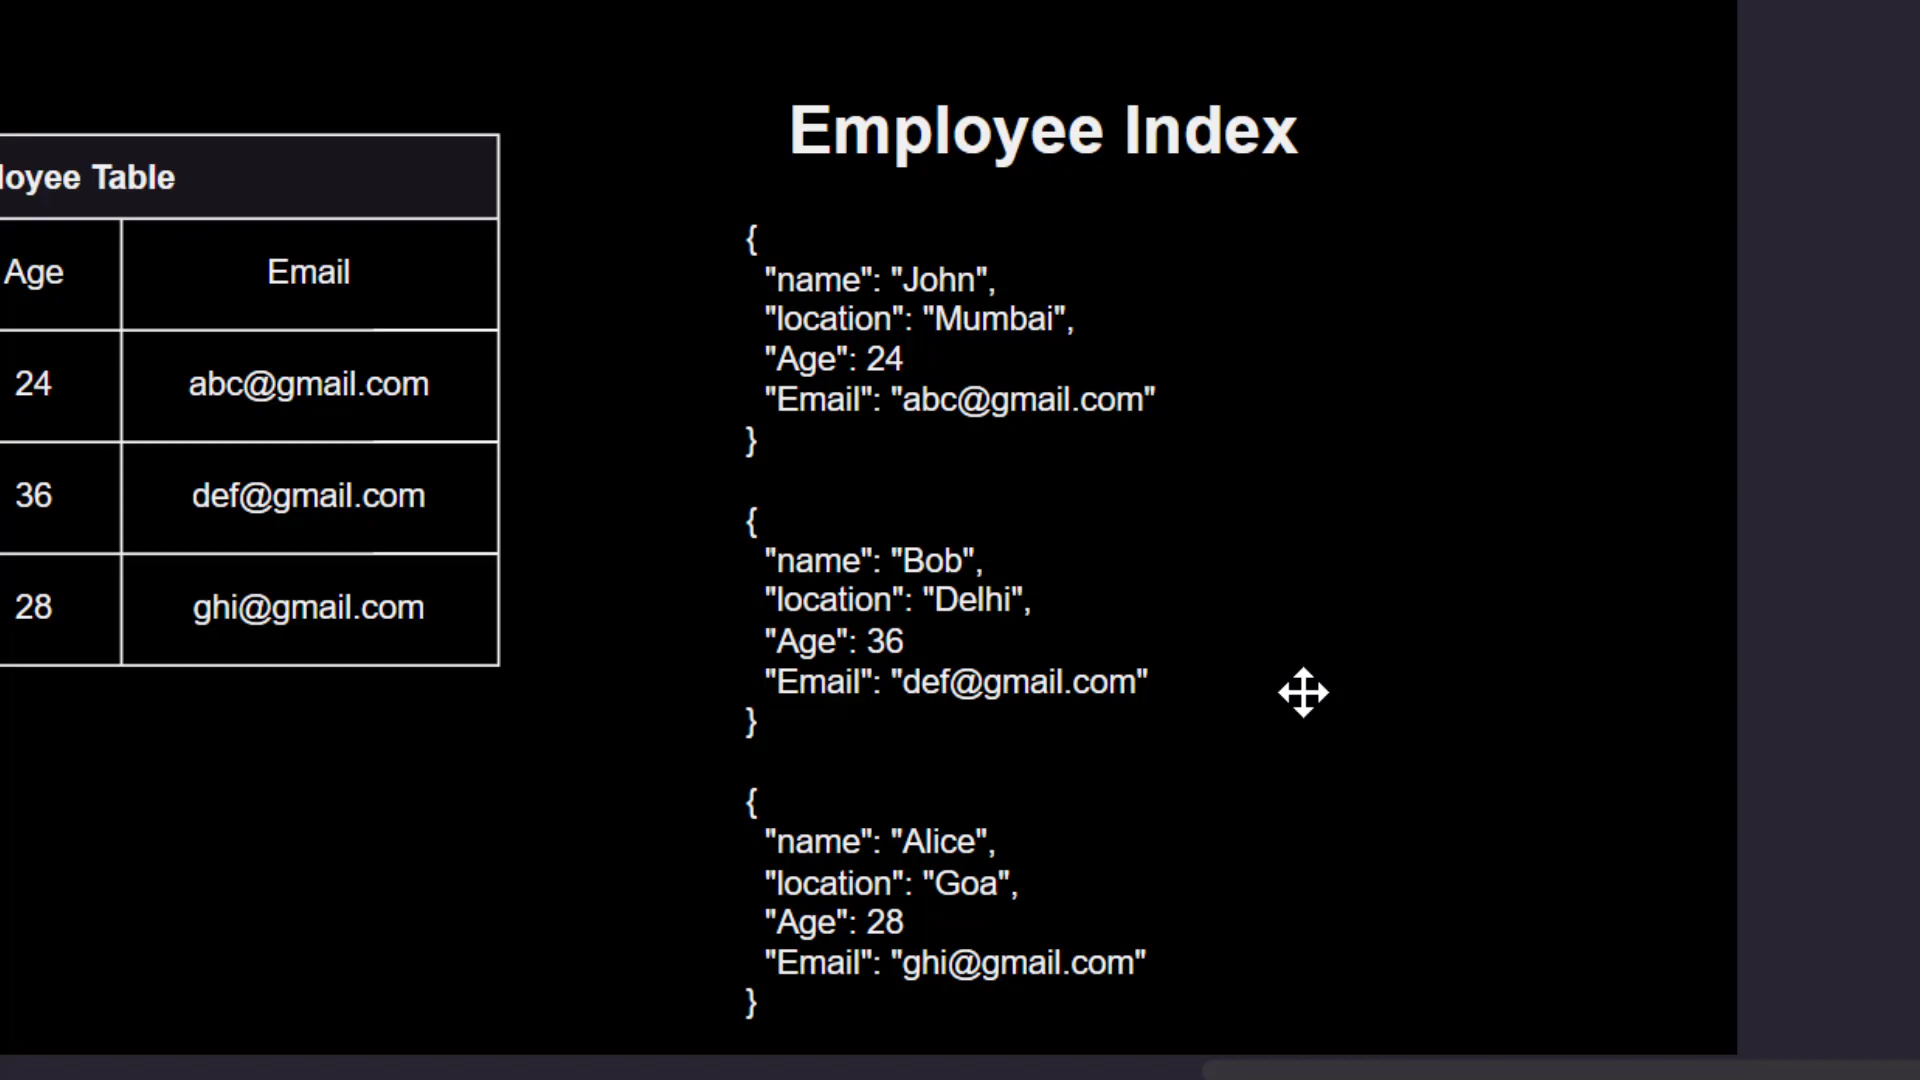 loyee Table
Age Email
24 abc@gmail.com
36 def@gmail.com
28 ghi@gmail.com
Employee Index
{
"name": "John",
"location": "Mumbai",
"Age": 24
"Email": "abc@gmail.com"
}
{
"name": "Bob",
"location": "Delhi",
"Age": 36
"Email": "def@gmail.com"
}
{
"name": "Alice",
"location": "Goa",
"Age": 28
"Email": "ghi@gmail.com"
}